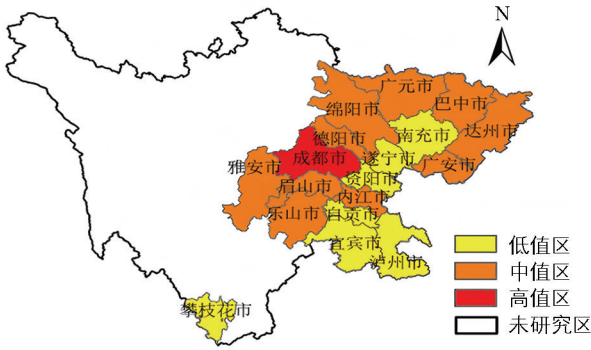 N
广元市
绵阳市
巴中市
达州市
德阳市
南充市
成都市
遂宁市
广安市
雅安市
资阳市
眉山市
内江市
乐山市
自贡市
宜宾市
泸州市
攀枝花市
低值区
中值区
高值区
未研究区